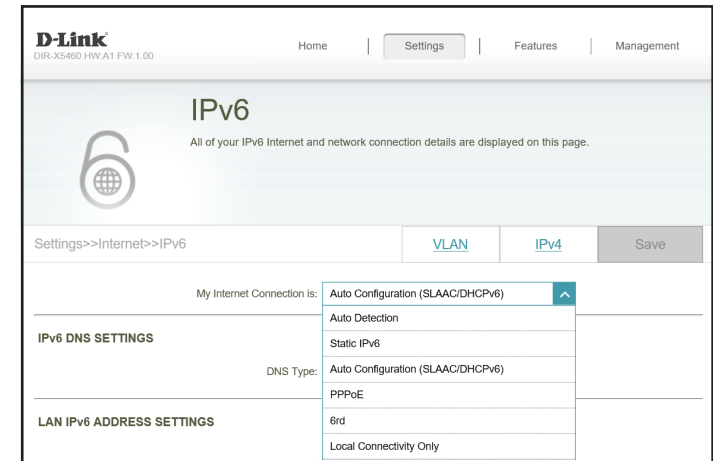 D-Link
DIR-X5460 HW:A1 FW:1.00
Home Settings Features Management
IPv6
All of your IPv6 Internet and network connection details are displayed on this page.
Settings>>Internet>>IPv6 VLAN IPv4 Save
My Internet Connection is: Auto Configuration (SLAAC/DHCPv6)
Auto Detection
IPv6 DNS SETTINGS
Static IPv6
DNS Type: Auto Configuration (SLAAC/DHCPv6)
PPPoE
LAN IPv6 ADDRESS SETTINGS 6rd
Local Connectivity Only